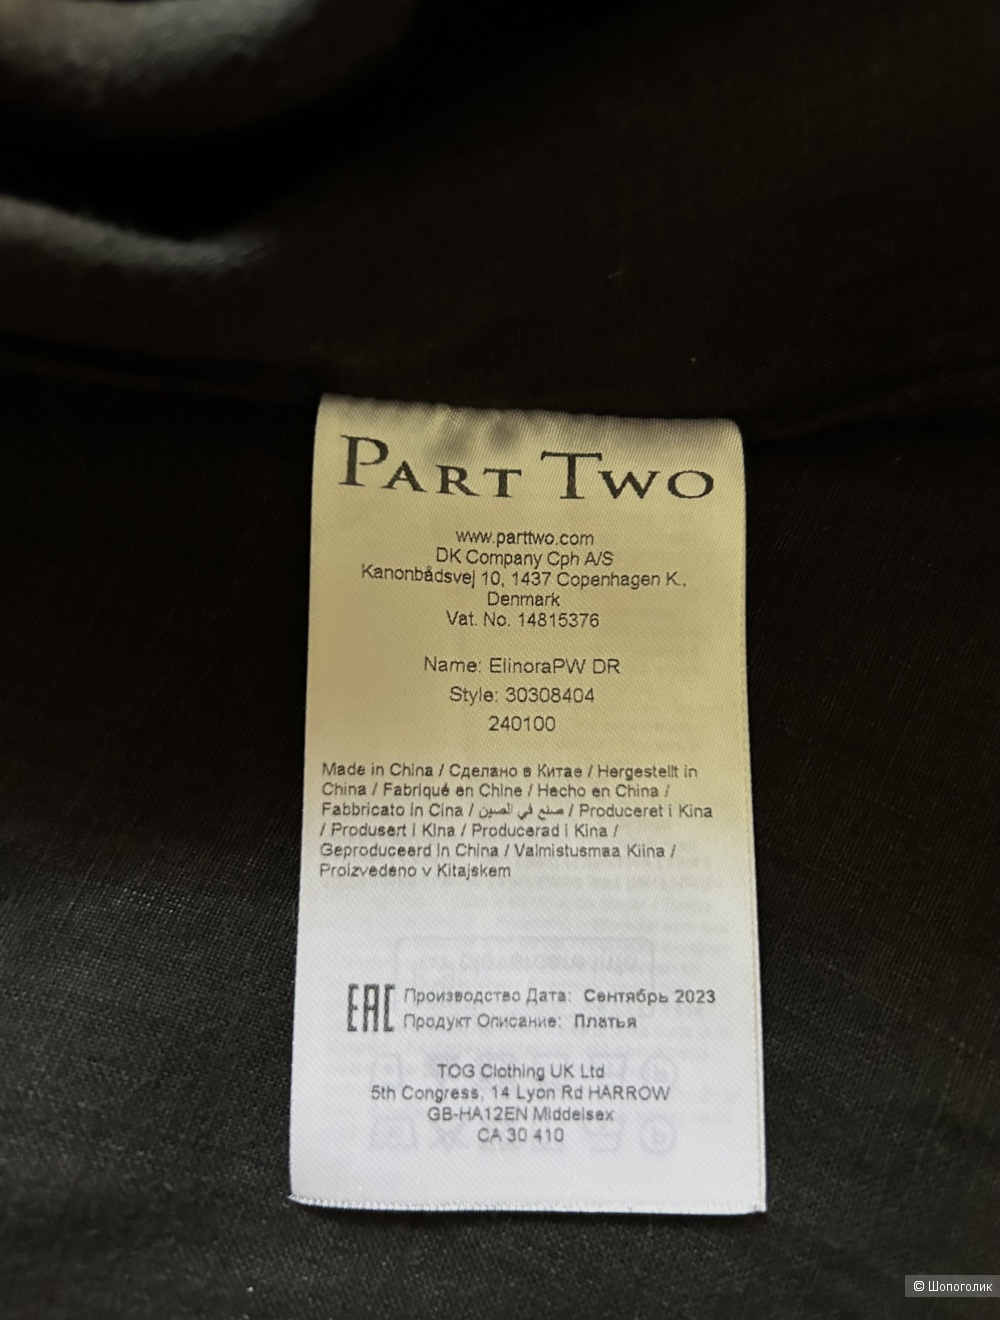 PART TWO
www.parttwo.com
DK Company Cph A/S
Kanonbådsvej 10, 1437 Copenhagen K.,
Denmark
Vat. No. 14815376
Name: ElinoraPW DR
Style: 30308404
240100
Made in China / Сделано в Китае / Hergestellt in
China / Fabriqué en Chine / Hecho en China /
Fabbricato in Cina / صنع في الصين / Produceret i Kina
/ Produsert i Kina / Producerad i Kina /
Geproduceerd in China / Valmistusmaa Kiina /
Proizvedeno v Kitajskem
EAC Производство Дата: Сентябрь 2023
Продукт Описание: Платья
TOG Clothing UK Ltd
5th Congress, 14 Lyon Rd HARROW
GB-HA12EN Middelsex
CA 30 410
© Шопоголик